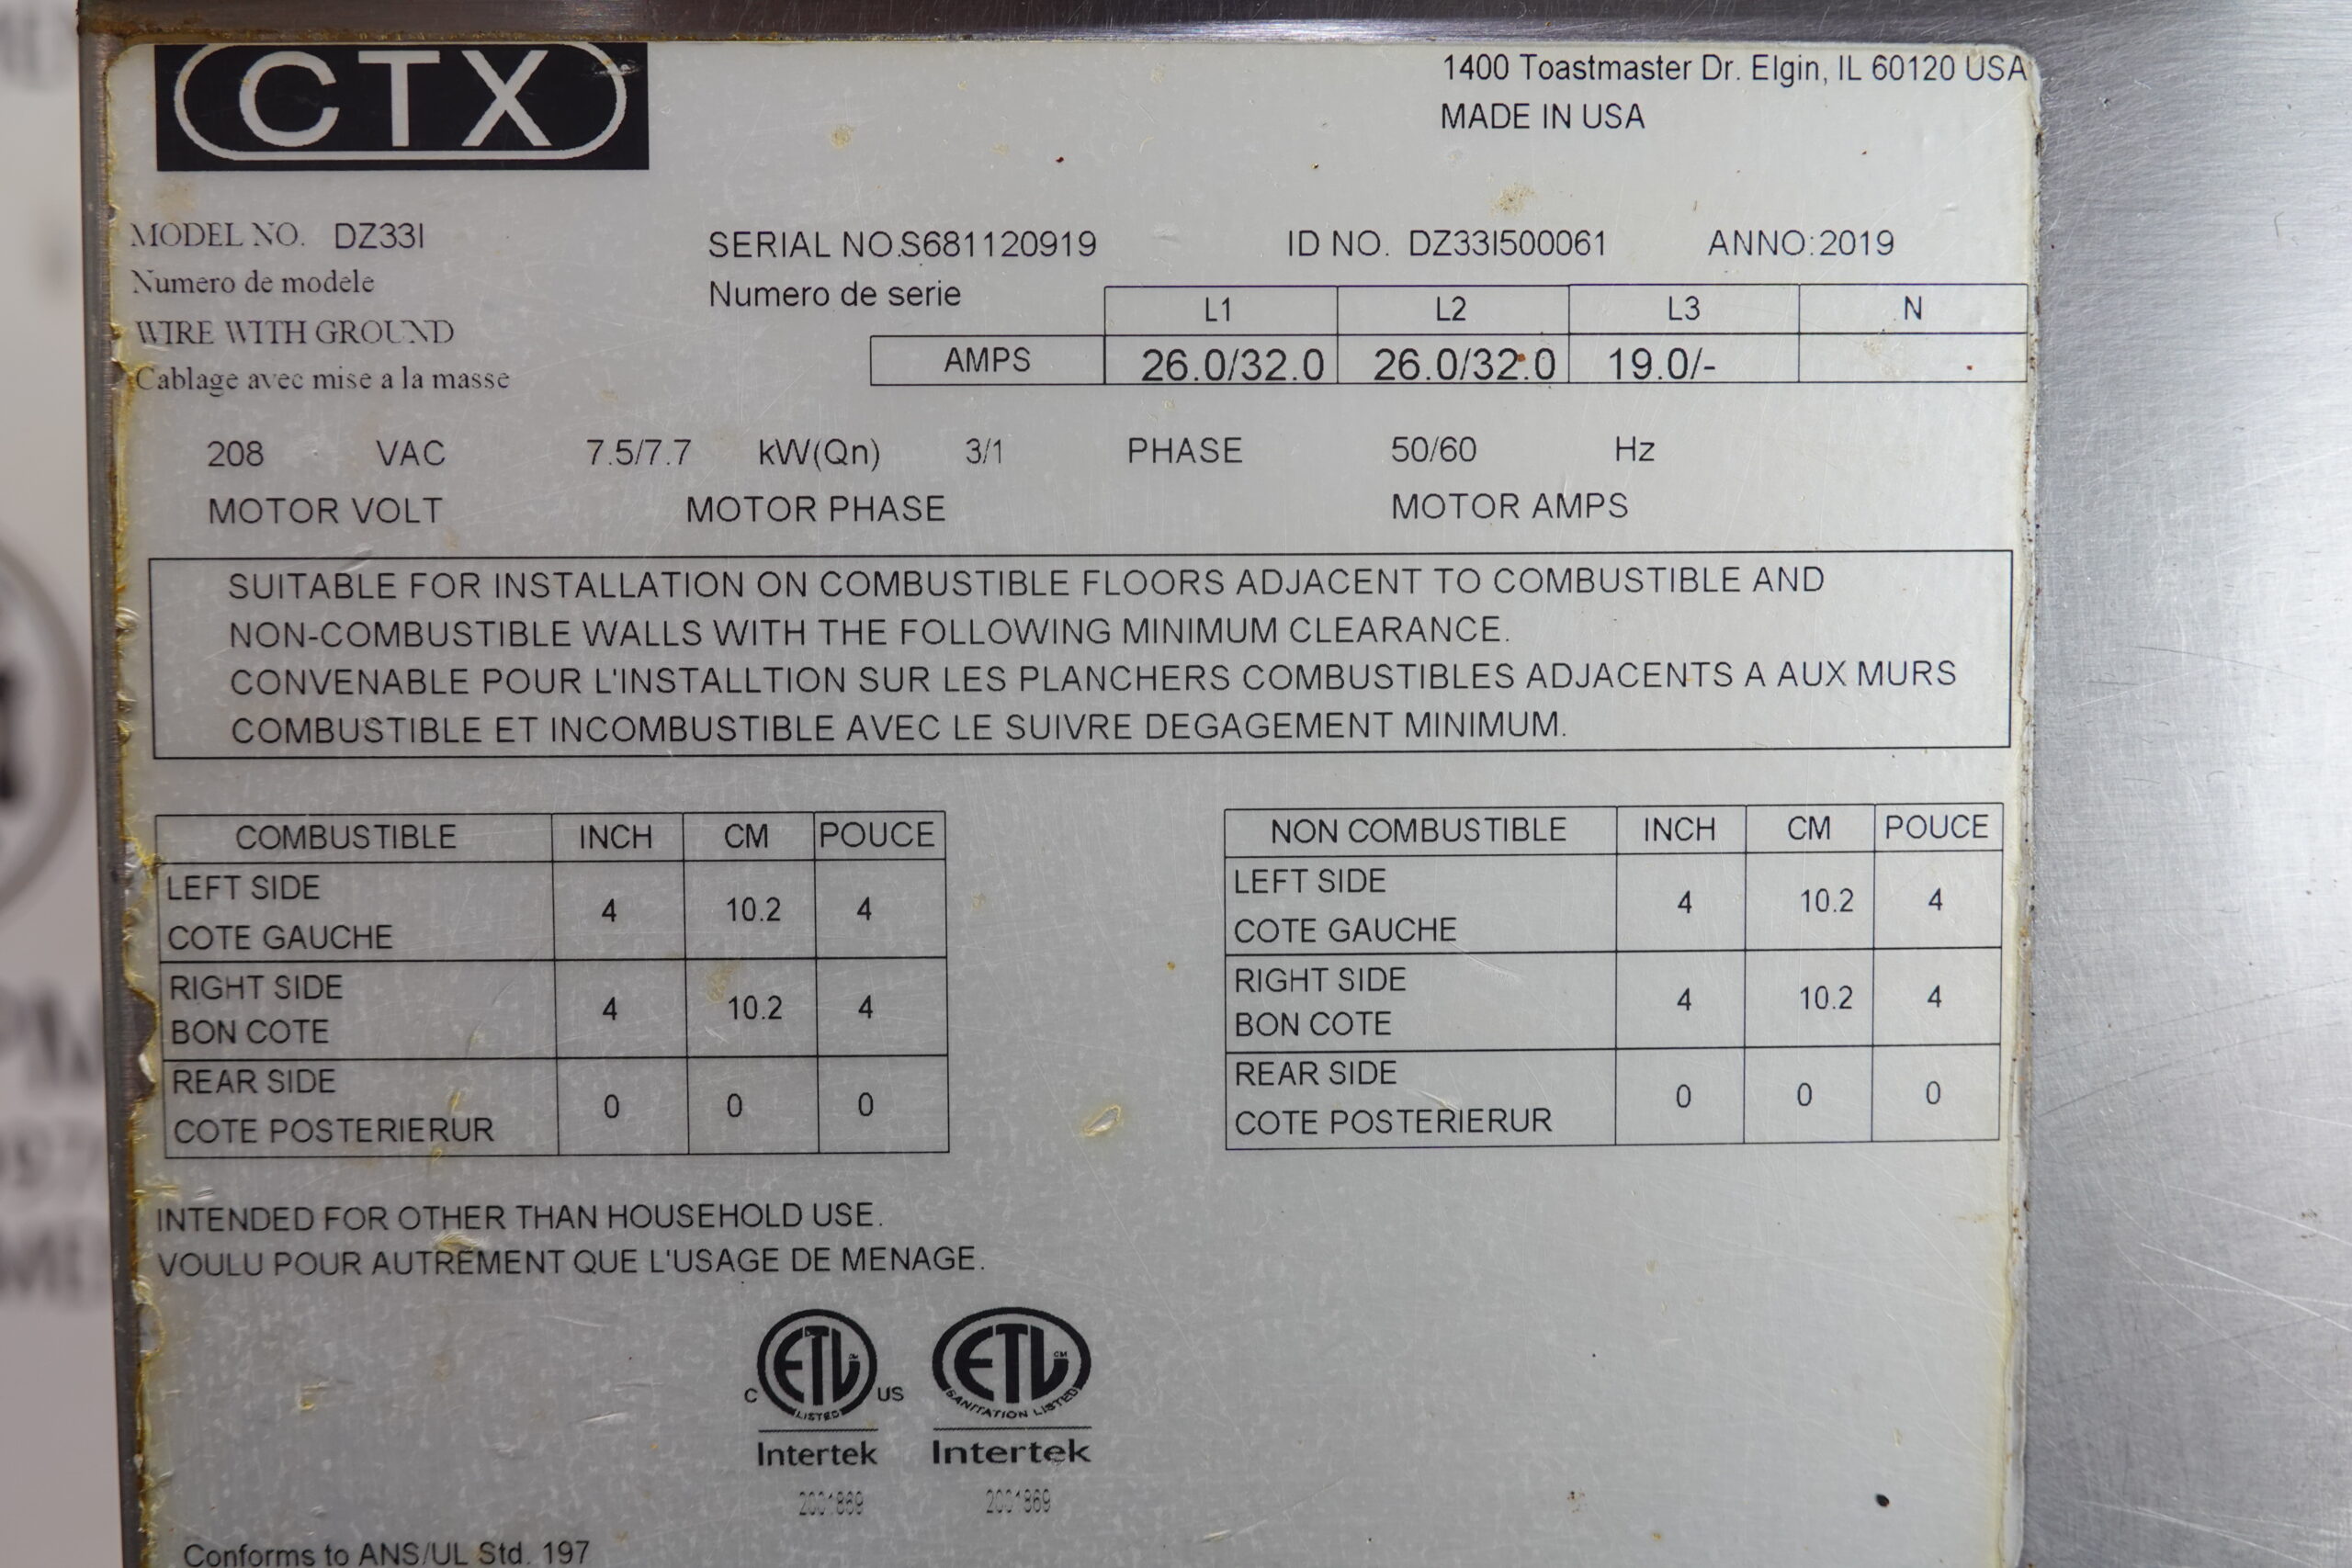 CTX
1400 Toastmaster Dr. Elgin, IL 60120 USA
MADE IN USA
MODEL NO. DZ33I
Numero de modele
WIRE WITH GROUND
Cablage avec mise a la masse
SERIAL NO.S681120919
Numero de serie
ID NO. DZ33I500061
ANNO:2019
L1 L2 L3 N
AMPS 26.0/32.0 26.0/32.0 19.0/-
208 VAC 7.5/7.7 kW(Qn) 3/1 PHASE 50/60 Hz
MOTOR VOLT MOTOR PHASE MOTOR AMPS
SUITABLE FOR INSTALLATION ON COMBUSTIBLE FLOORS ADJACENT TO COMBUSTIBLE AND
NON-COMBUSTIBLE WALLS WITH THE FOLLOWING MINIMUM CLEARANCE.
CONVENABLE POUR L'INSTALLTION SUR LES PLANCHERS COMBUSTIBLES ADJACENTS A AUX MURS
COMBUSTIBLE ET INCOMBUSTIBLE AVEC LE SUIVRE DEGAGEMENT MINIMUM.
COMBUSTIBLE INCH CM POUCE
LEFT SIDE
COTE GAUCHE 4 10.2 4
RIGHT SIDE
BON COTE 4 10.2 4
REAR SIDE
COTE POSTERIERUR 0 0 0
NON COMBUSTIBLE INCH CM POUCE
LEFT SIDE
COTE GAUCHE 4 10.2 4
RIGHT SIDE
BON COTE 4 10.2 4
REAR SIDE
COTE POSTERIERUR 0 0 0
INTENDED FOR OTHER THAN HOUSEHOLD USE.
VOULU POUR AUTREMENT QUE L'USAGE DE MENAGE.
C ETL CM US
LISTED
Intertek
2001869
ETL CM
SANITATION LISTED
Intertek
2001869
Conforms to ANS/UL Std. 197